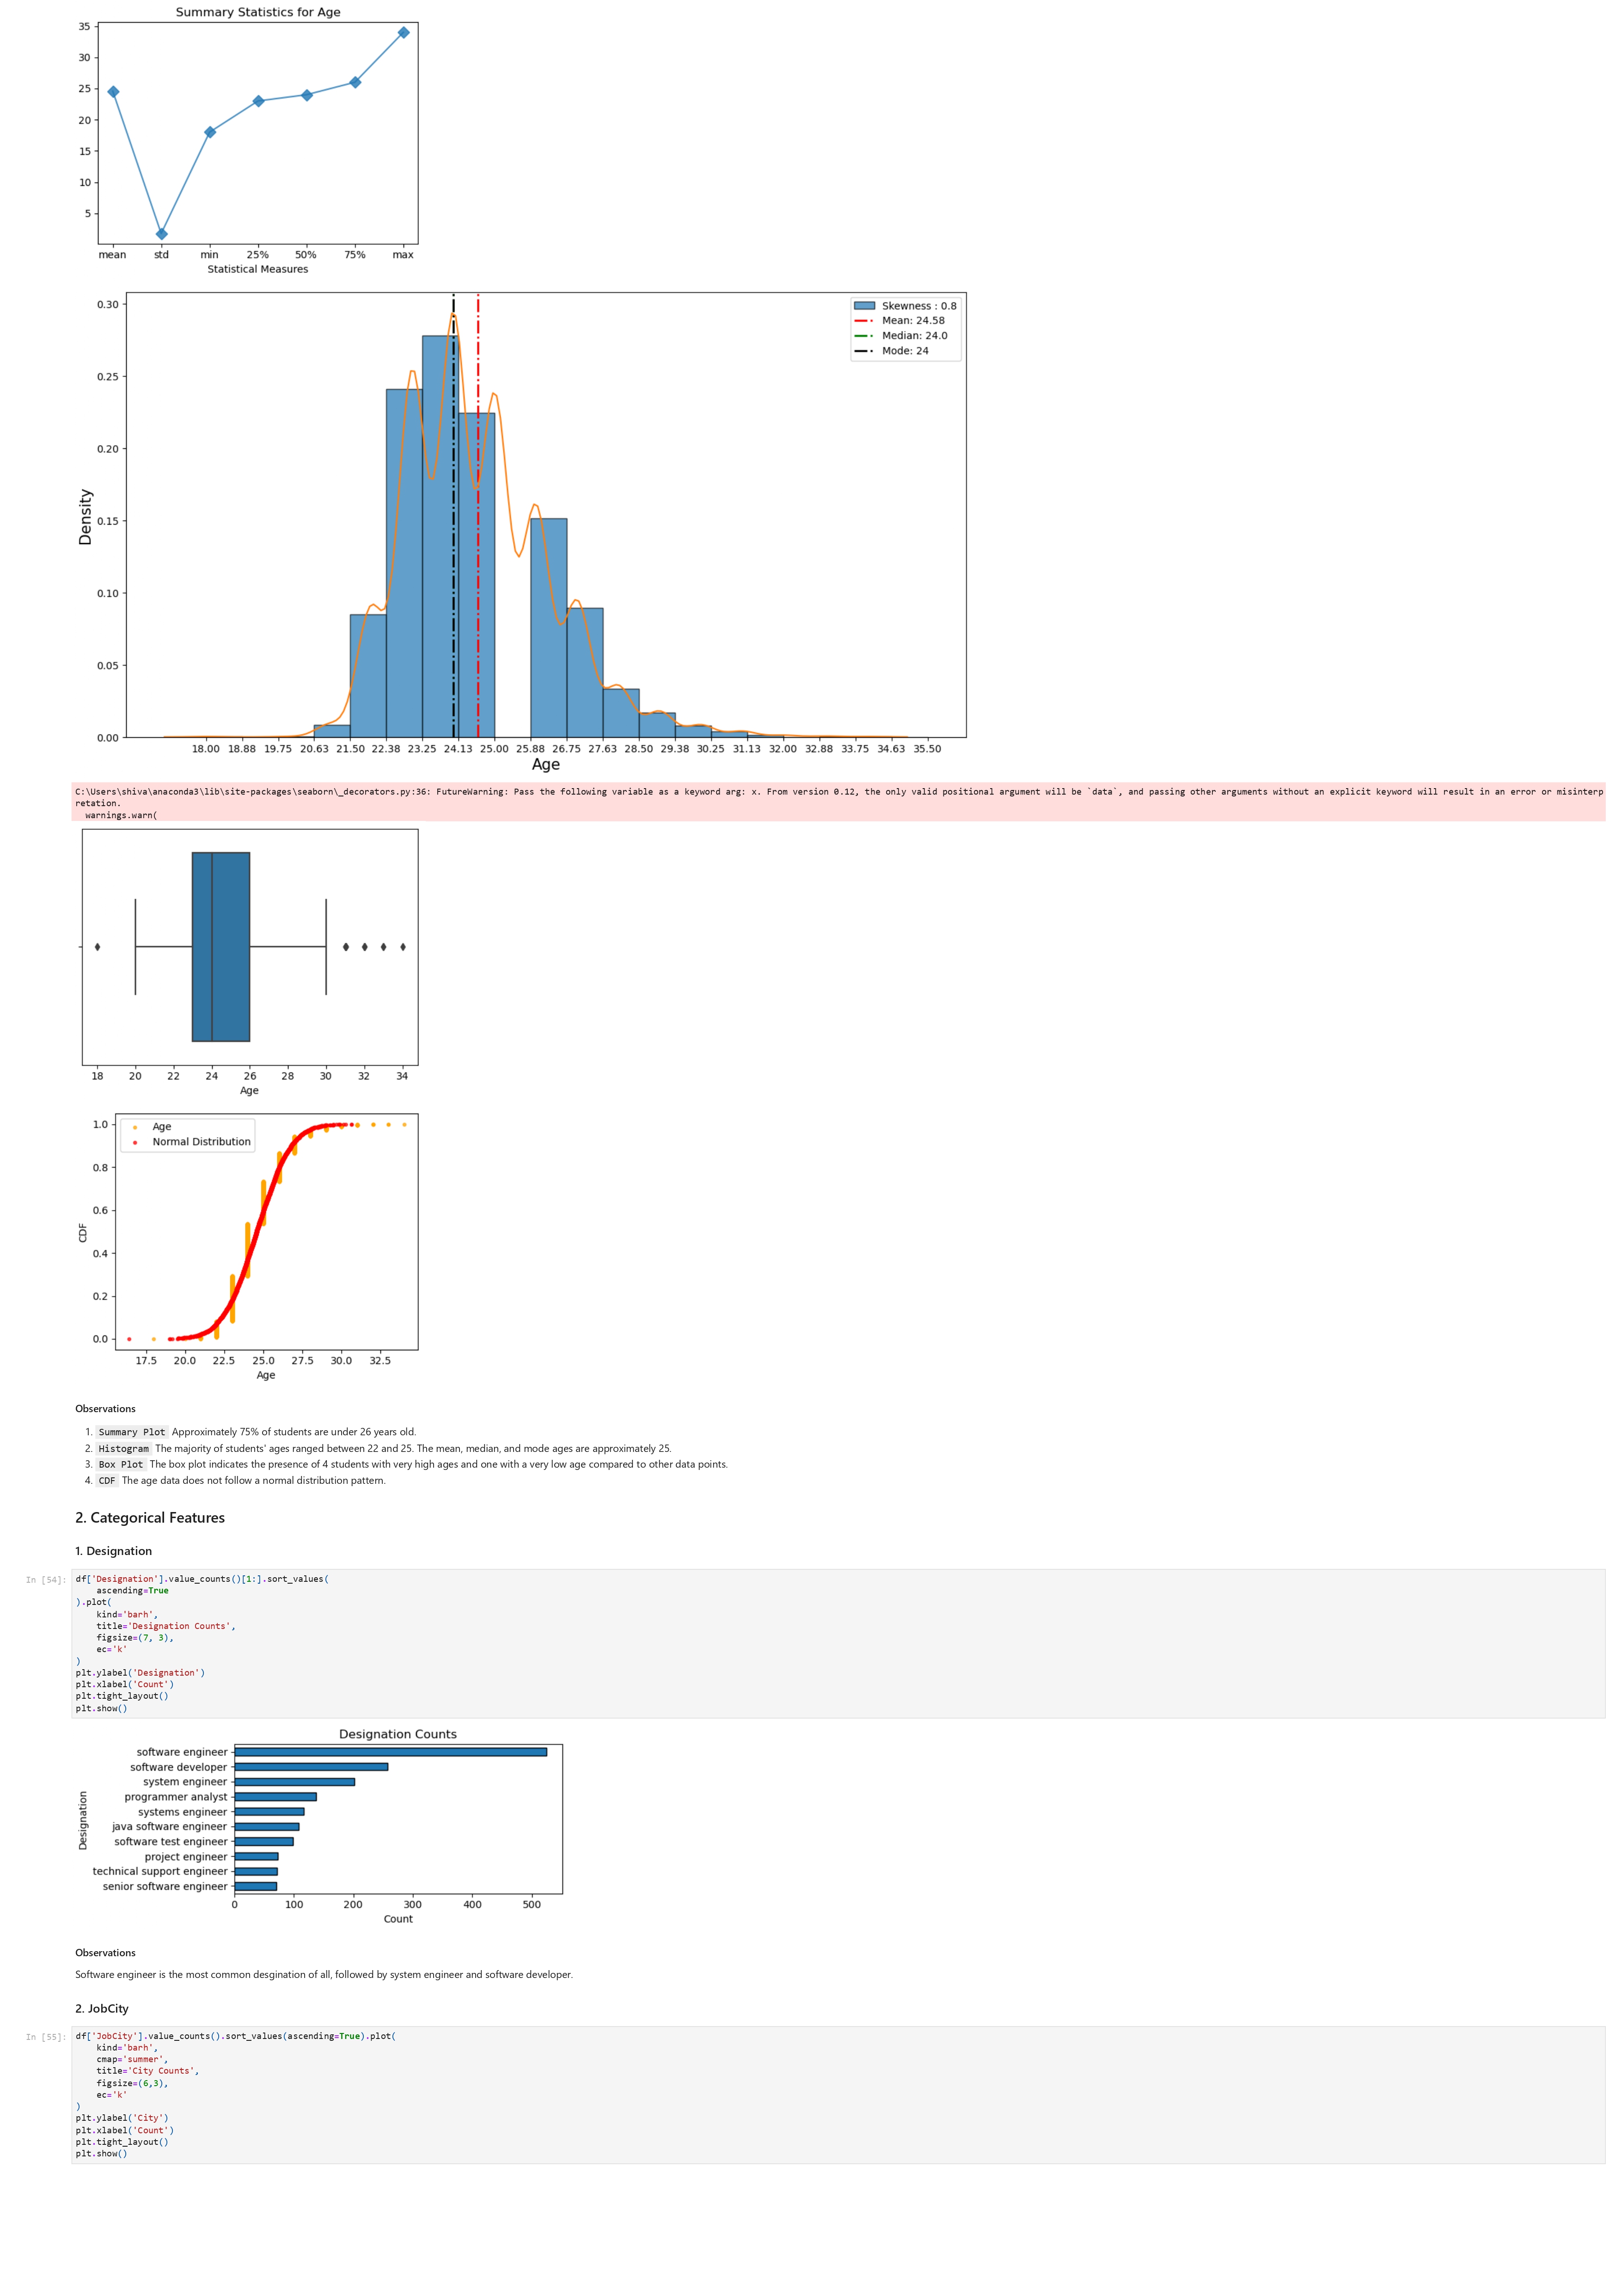 Summary Statistics for Age
35
30
25
20
15
10
5
mean std min 25% 50% 75% max
Statistical Measures
0.30
0.25
0.20
0.15
0.10
0.05
0.00
Density
Skewness : 0.8
Mean: 24.58
Median: 24.0
Mode: 24
18.00 18.88 19.75 20.63 21.50 22.38 23.25 24.13 25.00 25.88 26.75 27.63 28.50 29.38 30.25 31.13 32.00 32.88 33.75 34.63 35.50
Age
C:\Users\shiva\anaconda3\lib\site-packages\seaborn\_decorators.py:36: FutureWarning: Pass the following variable as a keyword arg: x. From version 0.12, the only valid positional argument will be `data`, and passing other arguments without an explicit keyword will result in an error or misinterp
retation.
warnings.warn(
18 20 22 24 26 28 30 32 34
Age
1.0
0.8
0.6
0.4
0.2
0.0
CDF
Age
Normal Distribution
17.5 20.0 22.5 25.0 27.5 30.0 32.5
Age
Observations
1. Summary Plot Approximately 75% of students are under 26 years old.
2. Histogram The majority of students' ages ranged between 22 and 25. The mean, median, and mode ages are approximately 25.
3. Box Plot The box plot indicates the presence of 4 students with very high ages and one with a very low age compared to other data points.
4. CDF The age data does not follow a normal distribution pattern.
2. Categorical Features
1. Designation
In [54]:
df['Designation'].value_counts()[1:].sort_values(
    ascending=True
).plot(
    kind='barh',
    title='Designation Counts',
    figsize=(7, 3),
    ec='k'
)
plt.ylabel('Designation')
plt.xlabel('Count')
plt.tight_layout()
plt.show()
Designation Counts
Designation
software engineer
software developer
system engineer
programmer analyst
systems engineer
java software engineer
software test engineer
project engineer
technical support engineer
senior software engineer
0 100 200 300 400 500
Count
Observations
Software engineer is the most common desgination of all, followed by system engineer and software developer.
2. JobCity
In [55]:
df['JobCity'].value_counts().sort_values(ascending=True).plot(
    kind='barh',
    cmap='summer',
    title='City Counts',
    figsize=(6,3),
    ec='k'
)
plt.ylabel('City')
plt.xlabel('Count')
plt.tight_layout()
plt.show()